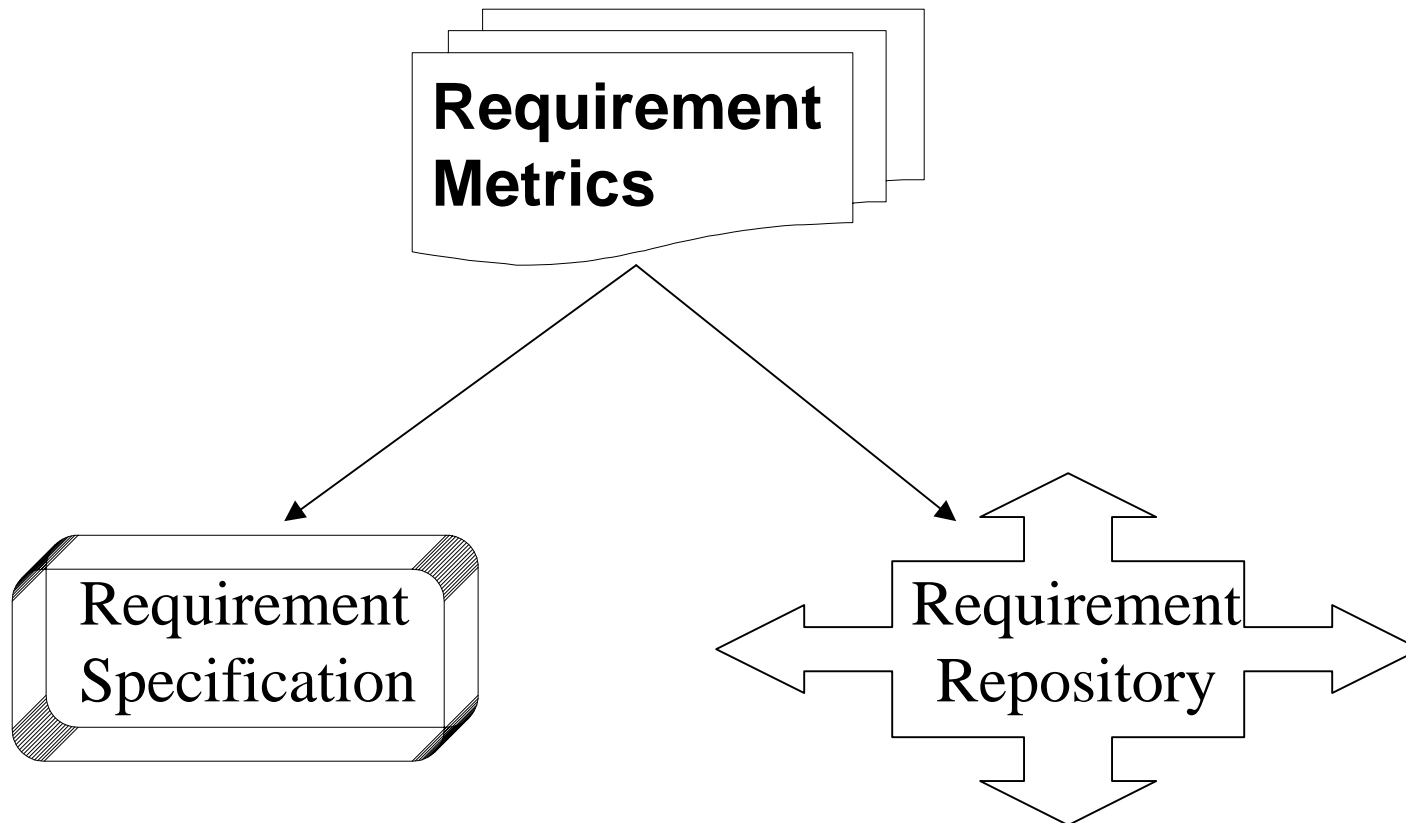 Requirement
Metrics
Requirement
Specification
Requirement
Repository